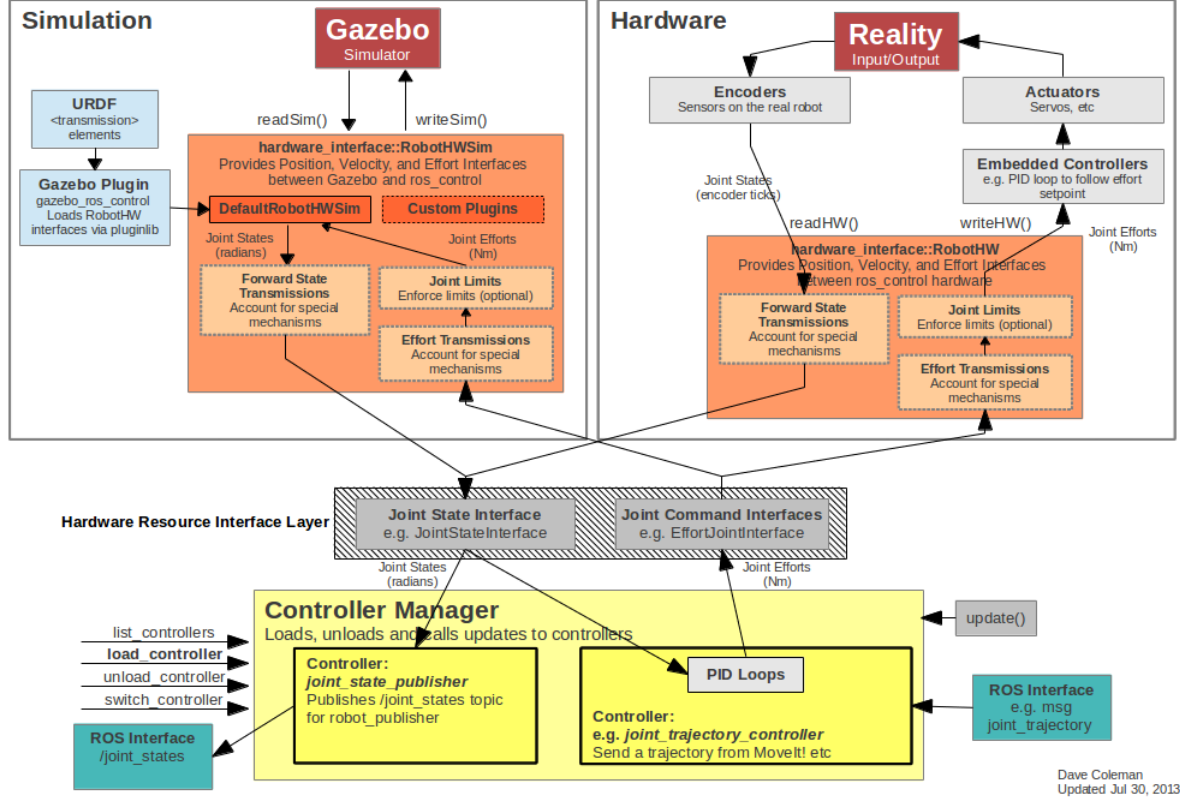 Simulation
Gazebo
Simulator
URDF
<transmission>
elements
readSim()
writeSim()
hardware_interface::RobotHWSim
Provides Position, Velocity, and Effort Interfaces
between Gazebo and ros_control
Gazebo Plugin
gazebo_ros_control
Loads RobotHW
interfaces via pluginlib
DefaultRobotHWSim
Custom Plugins
Joint States
(radians)
Joint Efforts
(Nm)
Forward State
Transmissions
Account for special
mechanisms
Joint Limits
Enforce limits (optional)
Effort Transmissions
Account for special
mechanisms
Hardware
Reality
Input/Output
Encoders
Sensors on the real robot
Actuators
Servos, etc
Embedded Controllers
e.g. PID loop to follow effort
setpoint
Joint States
(encoder ticks)
readHW()
writeHW()
Joint Efforts
(Nm)
hardware_interface::RobotHW
Provides Position, Velocity, and Effort Interfaces
between ros_control hardware
Forward State
Transmissions
Account for special
mechanisms
Joint Limits
Enforce limits (optional)
Effort Transmissions
Account for special
mechanisms
Hardware Resource Interface Layer
Joint State Interface
e.g. JointStateInterface
Joint Command Interfaces
e.g. EffortJointInterface
Joint States
(radians)
Joint Efforts
(Nm)
Controller Manager
Loads, unloads and calls updates to controllers
update()
list_controllers
load_controller
unload_controller
switch_controller
Controller:
joint_state_publisher
Publishes /joint_states topic
for robot_publisher
PID Loops
Controller:
e.g. joint_trajectory_controller
Send a trajectory from MoveIt! etc
ROS Interface
e.g. msg
joint_trajectory
ROS Interface
/joint_states
Dave Coleman
Updated Jul 30, 2013